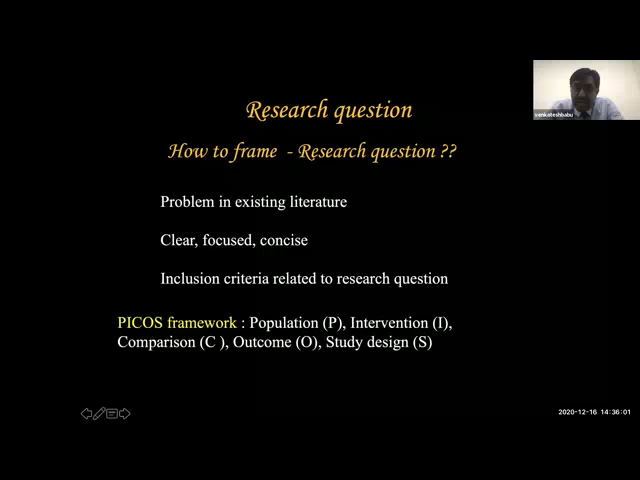 Research question
How to frame - Research question ??
Problem in existing literature
Clear, focused, concise
Inclusion criteria related to research question
PICOS framework : Population (P), Intervention (I),
Comparison (C ), Outcome (O), Study design (S)
venkateshbabu
2020-12-16 14:36:01